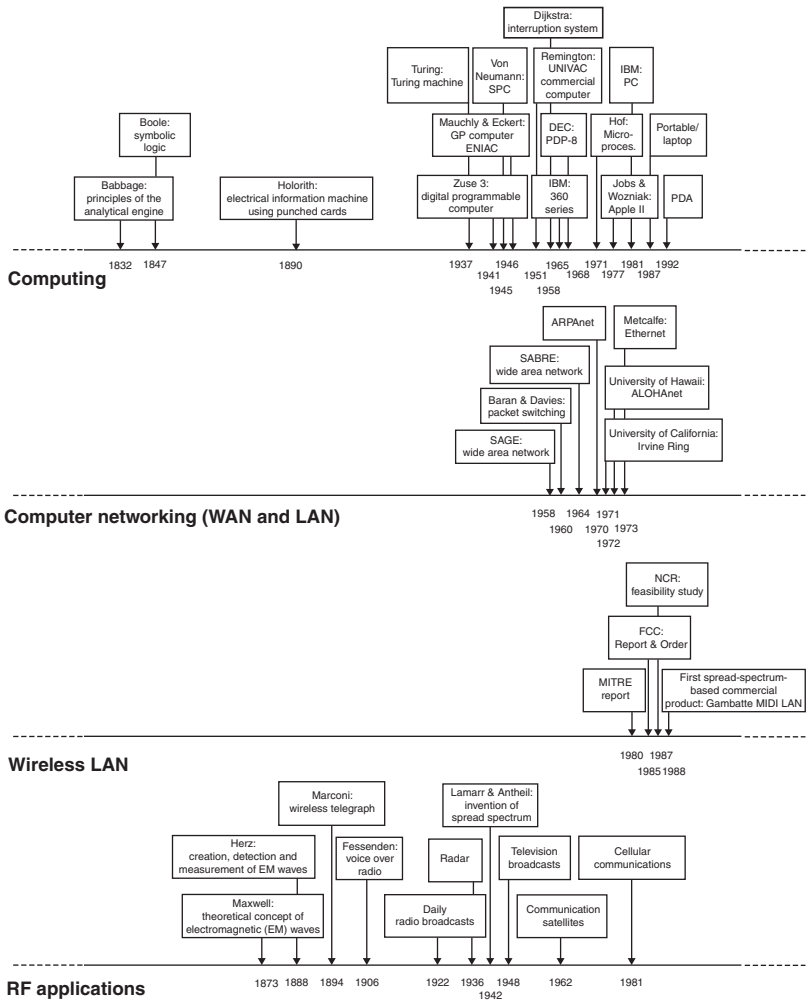 Dijkstra:
interruption system
Turing:
Turing machine
Von
Neumann:
SPC
Remington:
UNIVAC
commercial
computer
IBM:
PC
Boole:
symbolic
logic
Mauchly & Eckert:
GP computer
ENIAC
DEC:
PDP-8
Hof:
Micro-
proces.
Portable/
laptop
Babbage:
principles of the
analytical engine
Holorith:
electrical information machine
using punched cards
Zuse 3:
digital programmable
computer
IBM:
360
series
Jobs &
Wozniak:
Apple II
PDA
1832 1847 1890 1937 1946 1965 1971 1981 1992
1941 1951 1968 1977 1987
1945 1958
Computing
ARPAnet
Metcalfe:
Ethernet
SABRE:
wide area network
University of Hawaii:
ALOHAnet
Baran & Davies:
packet switching
University of California:
Irvine Ring
SAGE:
wide area network
1958 1964 1971
1960 1970 1973
1972
Computer networking (WAN and LAN)
NCR:
feasibility study
FCC:
Report & Order
MITRE
report
First spread-spectrum-
based commercial
product: Gambatte MIDI LAN
1980 1987
1985 1988
Wireless LAN
Marconi:
wireless telegraph
Lamarr & Antheil:
invention of
spread spectrum
Herz:
creation, detection and
measurement of EM waves
Fessenden:
voice over
radio
Radar
Television
broadcasts
Cellular
communications
Maxwell:
theoretical concept of
electromagnetic (EM) waves
Daily
radio broadcasts
Communication
satellites
1873 1888 1894 1906 1922 1936 1948 1962 1981
1942
RF applications